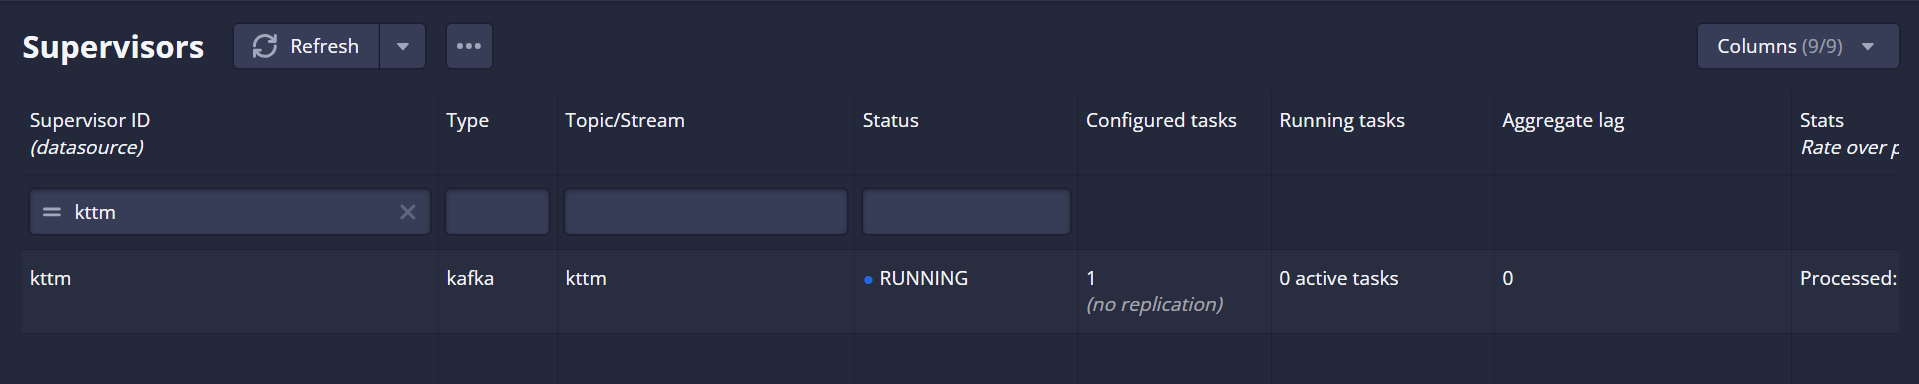 Supervisors
Refresh
•••
Columns (9/9)
Supervisor ID
(datasource)
Type
Topic/Stream
Status
Configured tasks
Running tasks
Aggregate lag
Stats
Rate over
= kttm
kttm
kafka
kttm
RUNNING
1
(no replication)
0 active tasks
0
Processed: